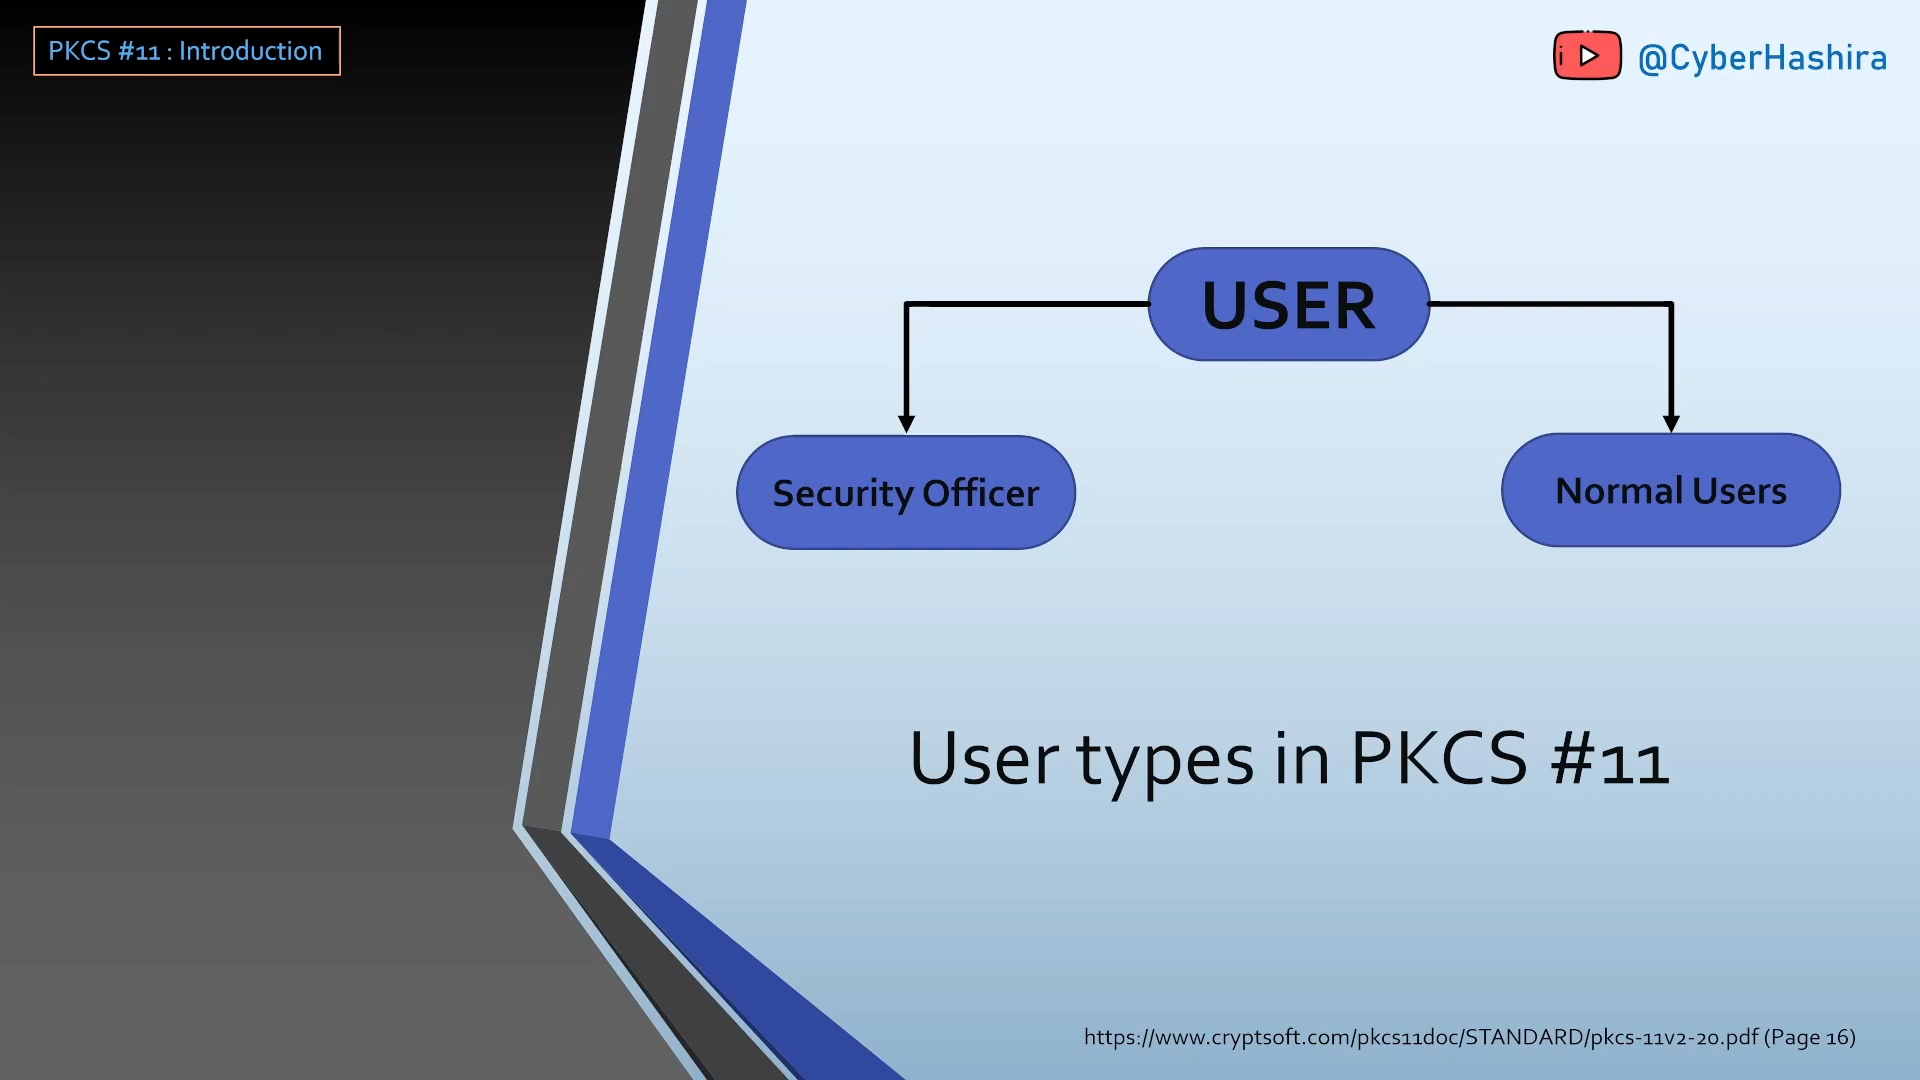 PKCS #11 : Introduction
@CyberHashira
USER
Security Officer
Normal Users
User types in PKCS #11
https://www.cryptsoft.com/pkcs11doc/STANDARD/pkcs-11v2-20.pdf (Page 16)